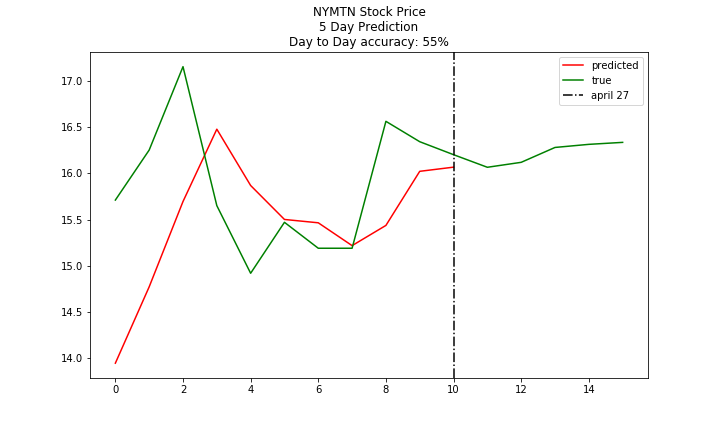 NYMTN Stock Price
5 Day Prediction
Day to Day accuracy: 55%
predicted
true
april 27
17.0
16.5
16.0
15.5
15.0
14.5
14.0
0 2 4 6 8 10 12 14